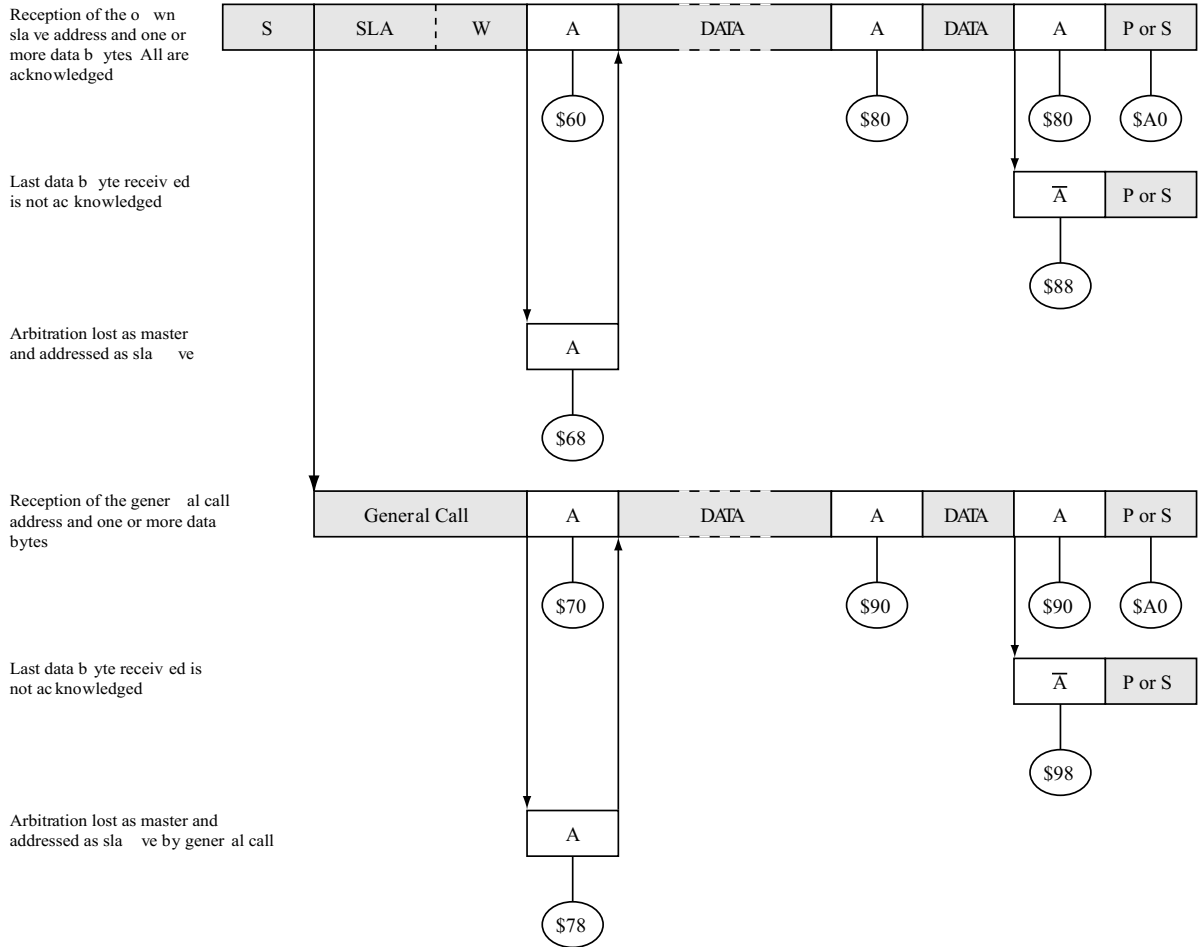 Reception of the o wn
sla ve address and one or
more data b ytes. All are
acknowledged
S SLA W A DATA A DATA A P or S
$60 $80 $80 $A0
Last data b yte receiv ed
is not ac knowledged
A̅ P or S
$88
Arbitration lost as master
and addressed as sla ve
A
$68
Reception of the gener al call
address and one or more data
bytes
General Call A DATA A DATA A P or S
$70 $90 $90 $A0
Last data b yte receiv ed is
not ac knowledged
A̅ P or S
$98
Arbitration lost as master and
addressed as sla ve by gener al call
A
$78